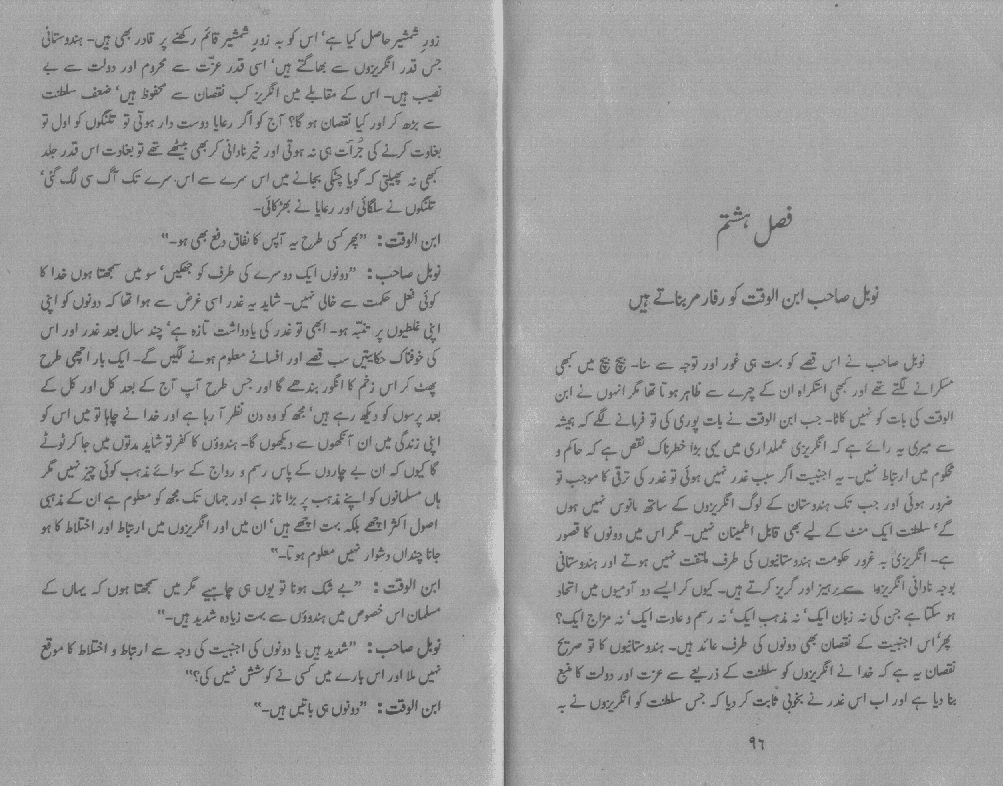 فصل ہشتم
نوبل صاحب ابن الوقت کو رفارمر بناتے ہیں
نوبل صاحب نے اس قصے کو بہت ہی غور اور توجہ سے سنا۔ بیچ بیچ میں کبھی
مسکرانے لگتے تھے اور کبھی استکراہ ان کے چہرے سے ظاہر ہوتا تھا مگر انہوں نے ابن
الوقت کی بات کو نہیں کاٹا۔ جب ابن الوقت نے بات پوری کی تو فرمانے لگے کہ ہمیشہ
سے میری یہ رائے ہے کہ انگریزی عملداری میں یہی بڑا خطرناک نقص ہے کہ حاکم و
محکوم میں ارتباط نہیں۔ یہ اجنبیت اگر سبب غدر نہیں ہوئی تو غدر کی ترقی کا موجب تو
ضرور ہوئی اور جب تک ہندوستان کے لوگ انگریزوں کے ساتھ مانوس نہیں ہوں
گے‘ سلطنت ایک منٹ کے لیے بھی قابل اطمینان نہیں۔ مگر اس میں دونوں کا قصور
ہے۔ انگریزی بہ غرور حکومت ہندوستانیوں کی طرف ملتفت نہیں ہوتے اور ہندوستانی
بوجہ نادانی انگریزوں سے پرہیز اور گریز کرتے ہیں۔ کیوں کر ایسے دو آدمیوں میں اتحاد
ہو سکتا ہے جن کی نہ زبان ایک‘ نہ مذہب ایک‘ نہ رسم و عادت ایک‘ نہ مزاج ایک؟
پھر اس اجنبیت کے نقصان بھی دونوں کی طرف عائد ہیں۔ ہندوستانیوں کا تو صریح
نقصان یہ ہے کہ خدا نے انگریزوں کو سلطنت کے ذریعے سے عزت اور دولت کا منبع
بنا دیا ہے اور اب اس غدر نے بخوبی ثابت کر دیا کہ جس سلطنت کو انگریزوں نے بہ
۹۶
زورِ شمشیر حاصل کیا ہے‘ اس کو بہ زورِ شمشیر قائم رکھنے پر قادر بھی ہیں۔ ہندوستانی
جس قدر انگریزوں سے بھاگتے ہیں‘ اسی قدر عزّت سے محروم اور دولت سے بے
نصیب ہیں۔ اس کے مقابلے میں انگریز کب نقصان سے محفوظ ہیں‘ ضعف سلطنت
سے بڑھ کر اور کیا نقصان ہو گا؟ آج کو اگر رعایا دوست دار ہوتی تو تلنگوں کو اول تو
بغاوت کرنے کی جُراَت ہی نہ ہوتی اور خیر نادانی کر بھی بیٹھے تھے تو بغاوت اس قدر جلد
کبھی نہ پھیلتی کہ گویا چٹکی بجانے میں اس سرے سے اس سرے تک آگ سی لگ گئی‘
تلنگوں نے سلگائی اور رعایا نے بھڑکائی۔
ابن الوقت: ”پھر کسی طرح یہ آپس کا نفاق دفع بھی ہو۔“
نوبل صاحب: ”دونوں ایک دوسرے کی طرف کو جھکیں‘ سو میں سمجھتا ہوں خدا کا
کوئی فعل حکمت سے خالی نہیں۔ شاید یہ غدر اسی غرض سے ہوا تھا کہ دونوں کو اپنی
اپنی غلطیوں پر تنبّہ ہو۔ ابھی تو غدر کی یادداشت تازہ ہے‘ چند سال بعد غدر اور اس
کی خوفناک حکایتیں سب قصے اور افسانے معلوم ہونے لگیں گے۔ ایک بار اچھی طرح
پھٹ کر اس زخم کا انگور بندھے گا اور جس طرح آپ آج کے بعد کل اور کل کے
بعد پرسوں کو دیکھ رہے ہیں‘ مجھ کو وہ دن نظر آ رہا ہے اور خدا نے چاہا تو میں اس کو
اپنی زندگی میں ان آنکھوں سے دیکھوں گا۔ ہندوؤں کا کفر تو شاید مدتوں میں جا کر ٹوٹے
گا کیوں کہ ان بے چاروں کے پاس رسم و رواج کے سوائے مذہب کوئی چیز نہیں مگر
ہاں مسلمانوں کو اپنے مذہب پر بڑا ناز ہے اور جہاں تک مجھ کو معلوم ہے ان کے مذہبی
اصول اکثر اچھے بلکہ بہت اچھے ہیں‘ ان میں اور انگریزوں میں ارتباط اور اختلاط کا ہو
جانا چنداں دشوار نہیں معلوم ہوتا۔“
ابن الوقت: ”بے شک ہونا تو یوں ہی چاہیے مگر میں سمجھتا ہوں کہ یہاں کے
مسلمان اس خصوص میں ہندوؤں سے بہت زیادہ شدید ہیں۔“
نوبل صاحب: ”شدید ہیں یا دونوں کی اجنبیت کی وجہ سے ارتباط و اختلاط کا موقع
نہیں ملا اور اس بارے میں کسی نے کوشش نہیں کی؟“
ابن الوقت: ”دونوں ہی باتیں ہیں۔“